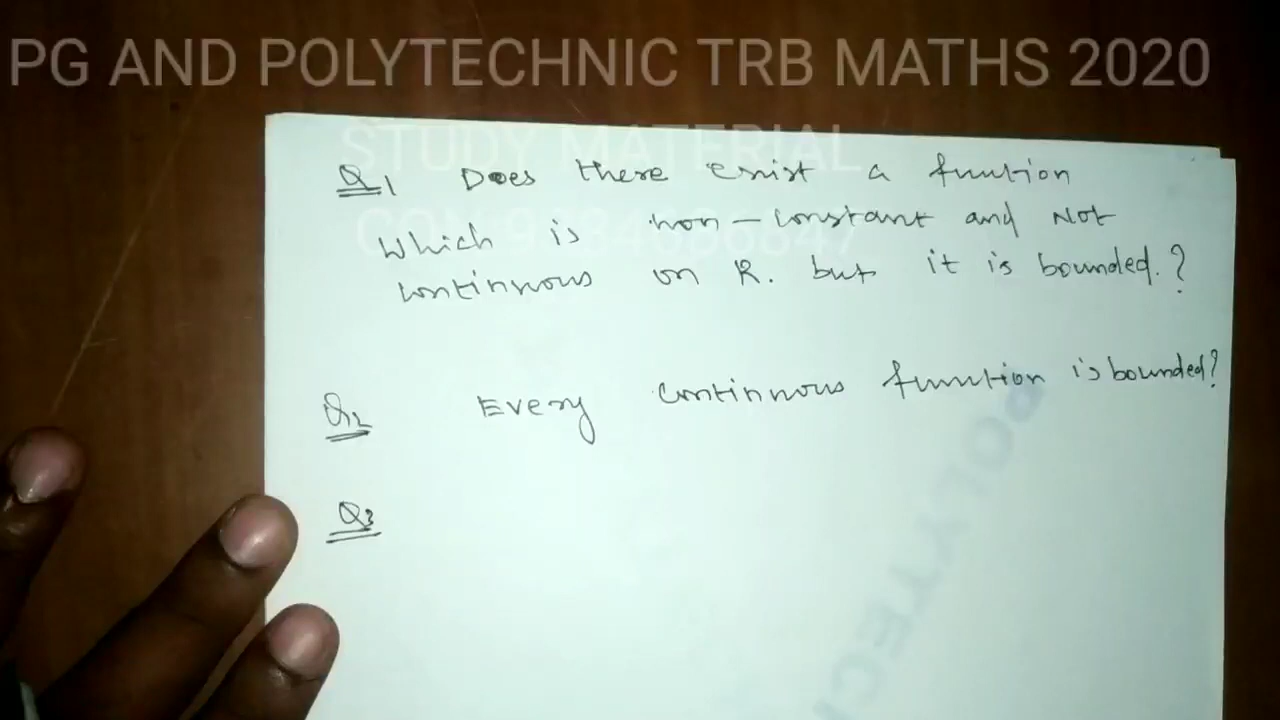 PG AND POLYTECHNIC TRB MATHS 2020
STUDY MATERIAL
Q1 Does there exist a function
which is non-constant and Not
continuous on R. but it is bounded.?
Q2 Every continuous function is bounded?
Q3
POLYTECH